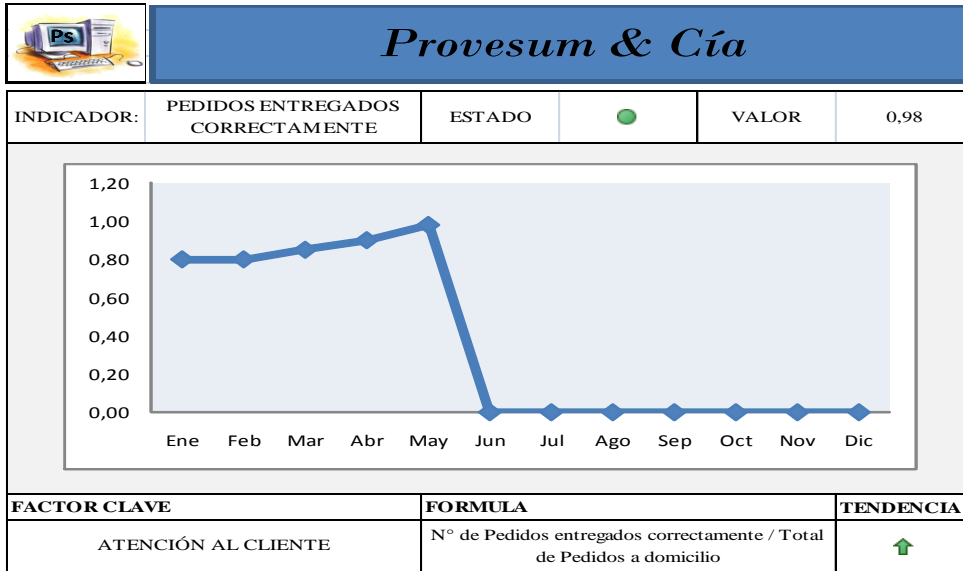 Ps
Provesum & Cía
INDICADOR:
PEDIDOS ENTREGADOS
CORRECTAMENTE
ESTADO
VALOR
0,98
1,20
1,00
0,80
0,60
0,40
0,20
0,00
Ene Feb Mar Abr May Jun Jul Ago Sep Oct Nov Dic
FACTOR CLAVE
FORMULA
TENDENCIA
ATENCIÓN AL CLIENTE
N° de Pedidos entregados correctamente / Total
de Pedidos a domicilio